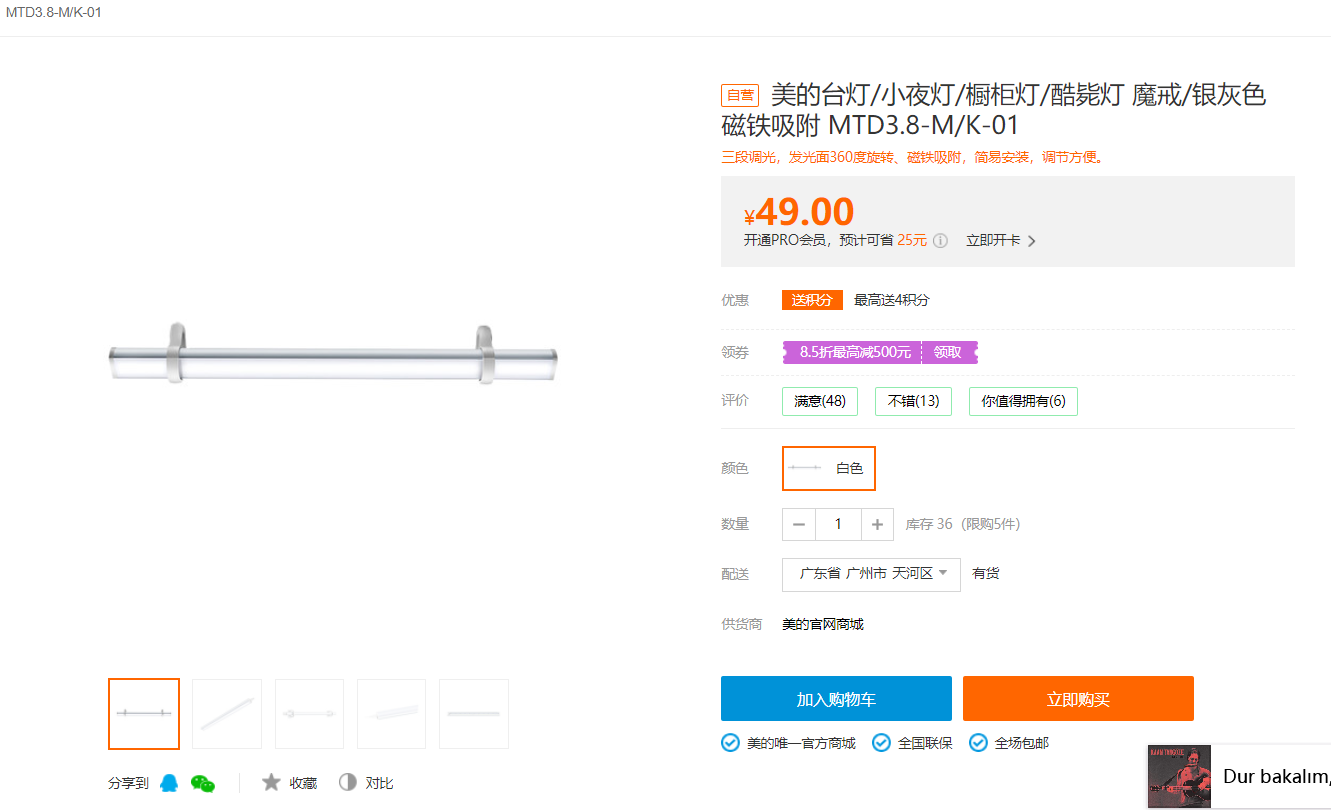 MTD3.8-M/K-01
自营 美的台灯/小夜灯/橱柜灯/酷毙灯 魔戒/银灰色
磁铁吸附 MTD3.8-M/K-01
三段调光，发光面360度旋转、磁铁吸附，简易安装，调节方便。
¥49.00
开通PRO会员，预计可省 25元 立即开卡
优惠 送积分 最高送4积分
领券 8.5折最高减500元 领取
评价 满意(48) 不错(13) 你值得拥有(6)
颜色 白色
数量 − 1 + 库存 36（限购5件）
配送 广东省 广州市 天河区 有货
供货商 美的官网商城
加入购物车 立即购买
美的唯一官方商城 全国联保 全场包邮
分享到 收藏 对比
Dur bakalım,